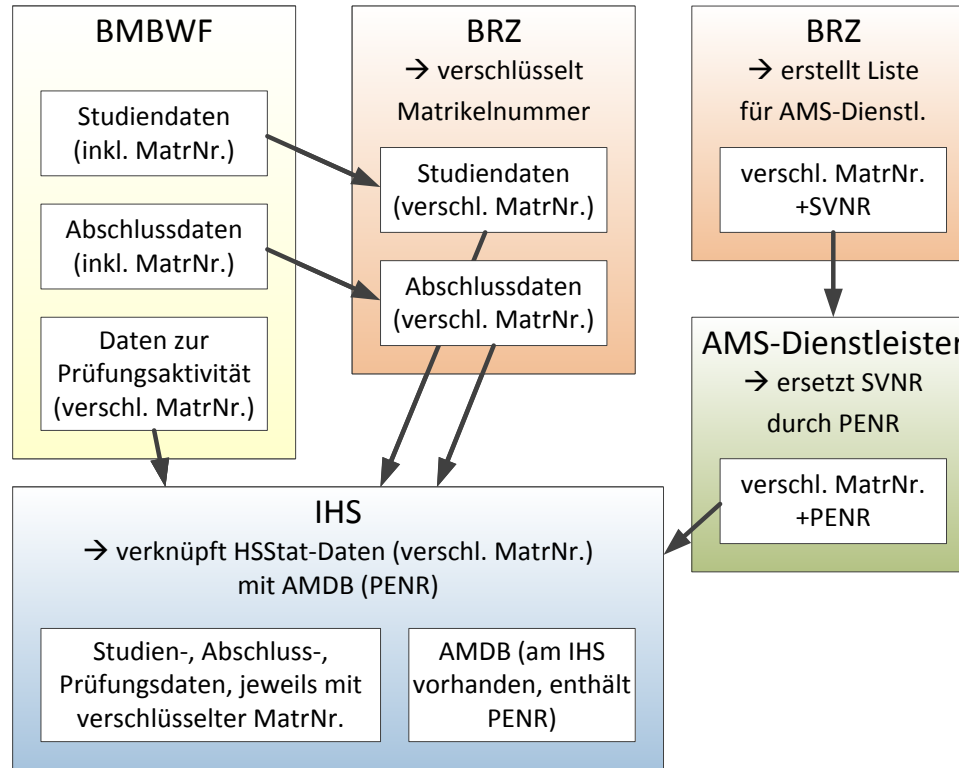 BMBWF
Studiendaten
(inkl. MatrNr.)
Abschlussdaten
(inkl. MatrNr.)
Daten zur
Prüfungsaktivität
(verschl. MatrNr.)
BRZ
→ verschlüsselt
Matrikelnummer
Studiendaten
(verschl. MatrNr.)
Abschlussdaten
(verschl. MatrNr.)
BRZ
→ erstellt Liste
für AMS-Dienstl.
verschl. MatrNr.
+SVNR
AMS-Dienstleister
→ ersetzt SVNR
durch PENR
verschl. MatrNr.
+PENR
IHS
→ verknüpft HSStat-Daten (verschl. MatrNr.)
mit AMDB (PENR)
Studien-, Abschluss-,
Prüfungsdaten, jeweils mit
verschlüsselter MatrNr.
AMDB (am IHS
vorhanden, enthält
PENR)